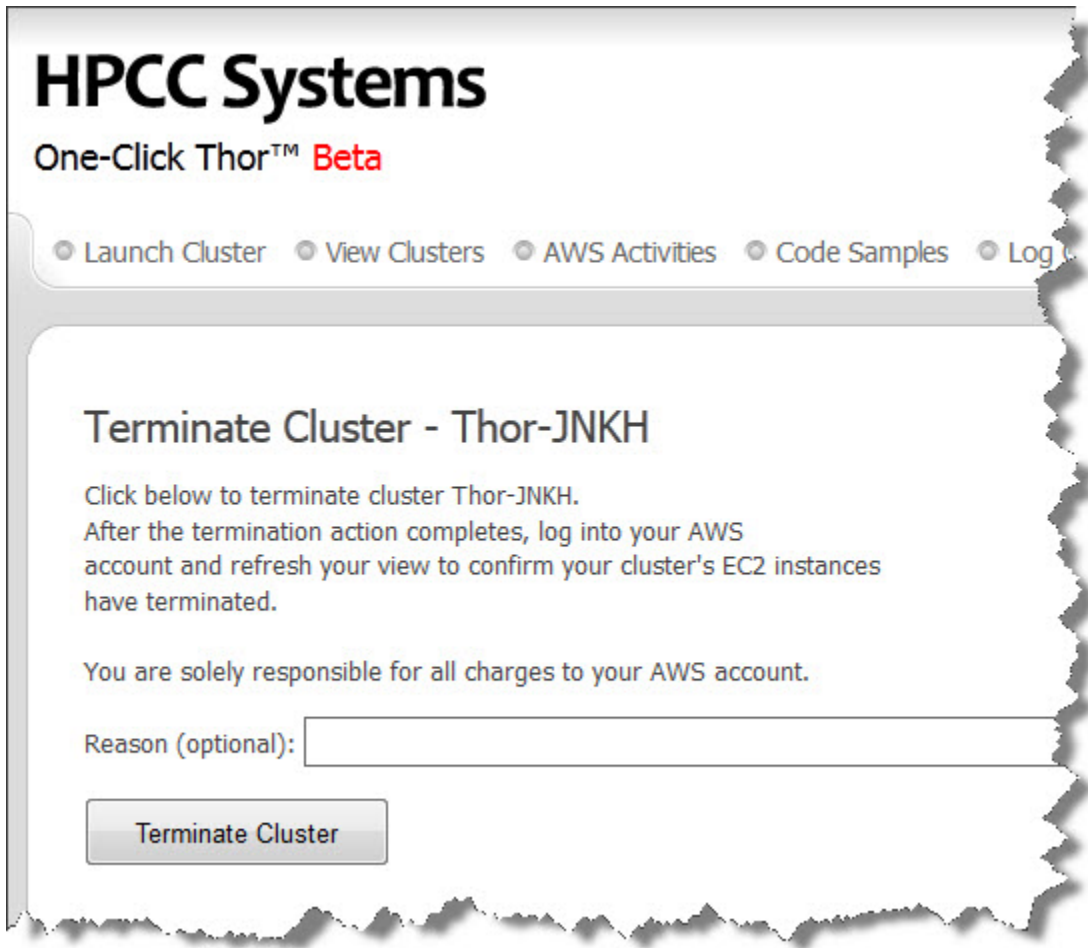 HPCC Systems
One-Click Thor™ Beta
Launch Cluster View Clusters AWS Activities Code Samples Log
Terminate Cluster - Thor-JNKH
Click below to terminate cluster Thor-JNKH.
After the termination action completes, log into your AWS
account and refresh your view to confirm your cluster's EC2 instances
have terminated.
You are solely responsible for all charges to your AWS account.
Reason (optional):
Terminate Cluster